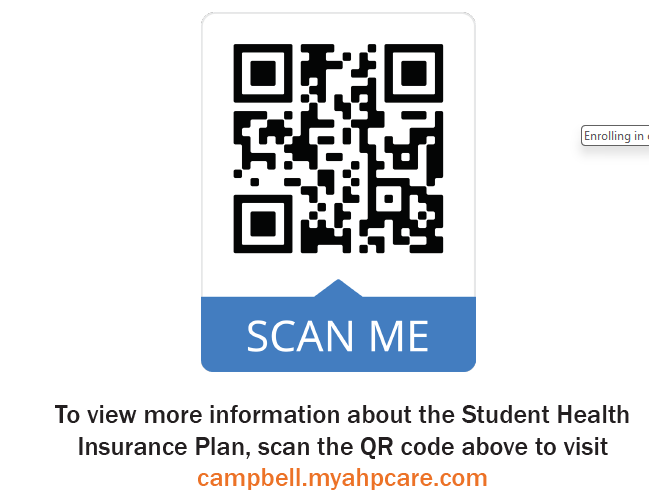 Enrolling in
SCAN ME
To view more information about the Student Health
Insurance Plan, scan the QR code above to visit
campbell.myahpcare.com